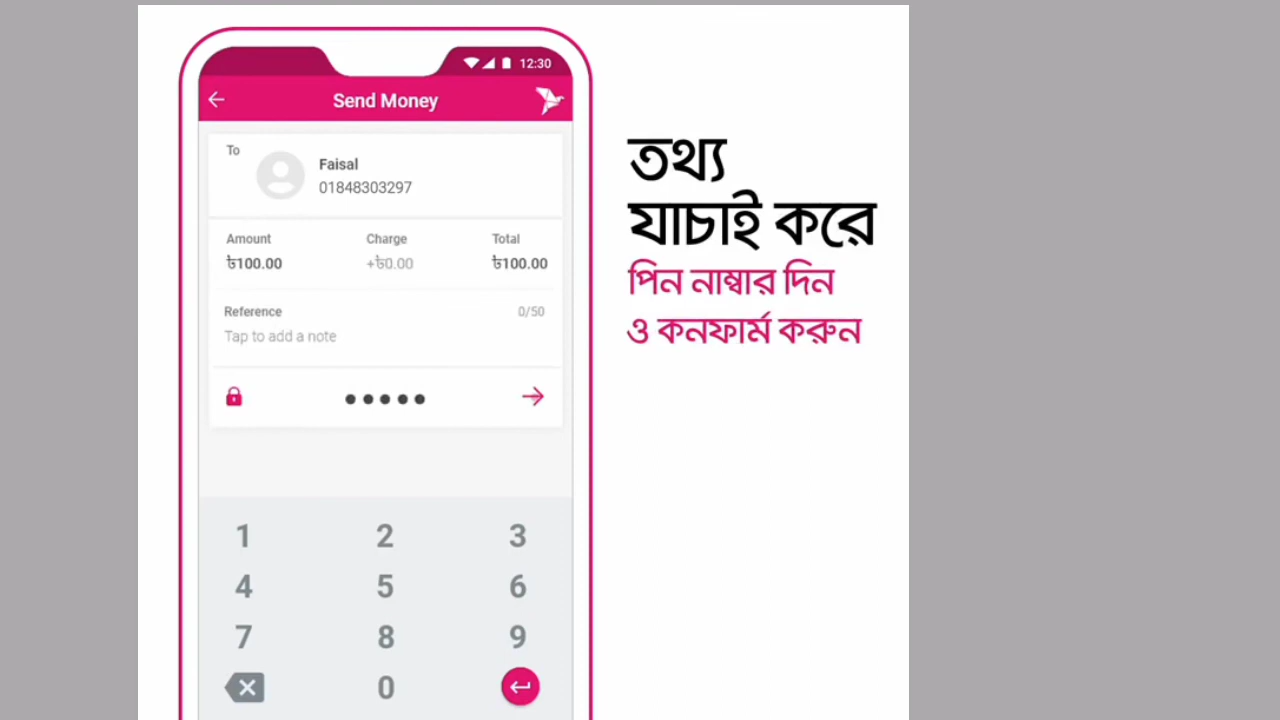 12:30
Send Money
To
Faisal
01848303297
Amount Charge Total
৳100.00 +৳0.00 ৳100.00
Reference 0/50
Tap to add a note
1 2 3
4 5 6
7 8 9
0
তথ্য
যাচাই করে
পিন নাম্বার দিন
ও কনফার্ম করুন